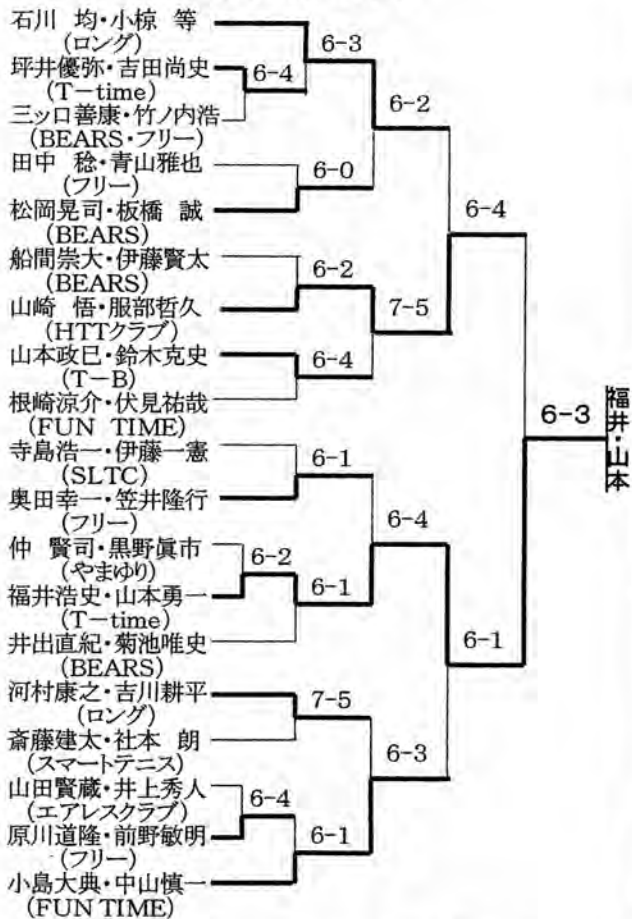 石川 均・小椋 等
(ロング)
坪井優弥・吉田尚史
(T-time)
三ッ口善康・竹ノ内浩
(BEARS・フリー)
田中 稔・青山雅也
(フリー)
松岡晃司・板橋 誠
(BEARS)
船間崇大・伊藤賢太
(BEARS)
山崎 悟・服部哲久
(HTTクラブ)
山本政巳・鈴木克史
(T-B)
根崎涼介・伏見祐哉
(FUN TIME)
寺島浩一・伊藤一憲
(SLTC)
奥田幸一・笠井隆行
(フリー)
仲 賢司・黒野眞市
(やまゆり)
福井浩史・山本勇一
(T-time)
井出直紀・菊池唯史
(BEARS)
河村康之・吉川耕平
(ロング)
斎藤建太・社本 朗
(スマートテニス)
山田賢蔵・井上秀人
(エアレスクラブ)
原川道隆・前野敏明
(フリー)
小島大典・中山慎一
(FUN TIME)
6-4
6-2
6-4
6-3
6-0
6-2
6-4
6-1
6-1
7-5
6-1
6-2
7-5
6-4
6-3
6-4
6-1
6-3
福井・山本